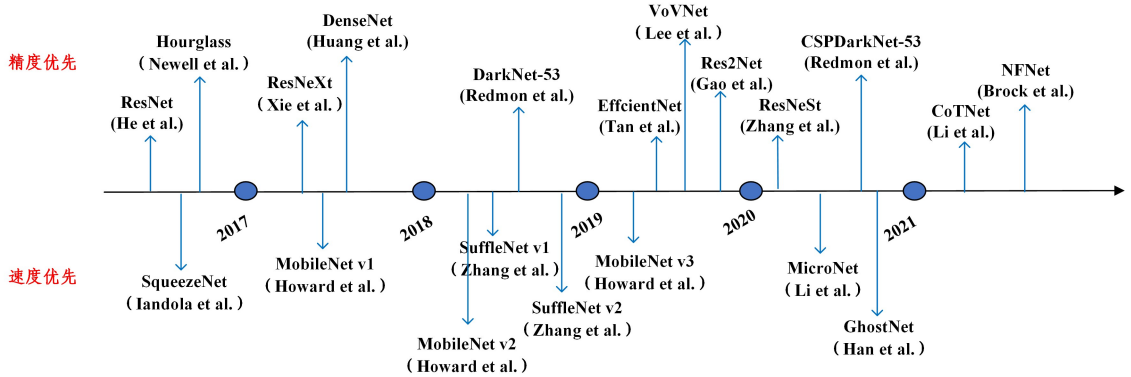 精度优先
Hourglass
（Newell et al.）
ResNet
(He et al.)
ResNeXt
(Xie et al.)
DenseNet
(Huang et al.)
DarkNet-53
(Redmon et al.)
EffcientNet
(Tan et al.)
VoVNet
(Lee et al.)
Res2Net
(Gao et al.)
ResNeSt
(Zhang et al.)
CSPDarkNet-53
(Redmon et al.)
CoTNet
(Li et al.)
NFNet
(Brock et al.)
2017
2018
2019
2020
2021
速度优先
SqueezeNet
（Iandola et al.）
MobileNet v1
（Howard et al.）
MobileNet v2
（Howard et al.）
SuffleNet v1
（Zhang et al.）
SuffleNet v2
（Zhang et al.）
MobileNet v3
（Howard et al.）
MicroNet
（Li et al.）
GhostNet
（Han et al.）